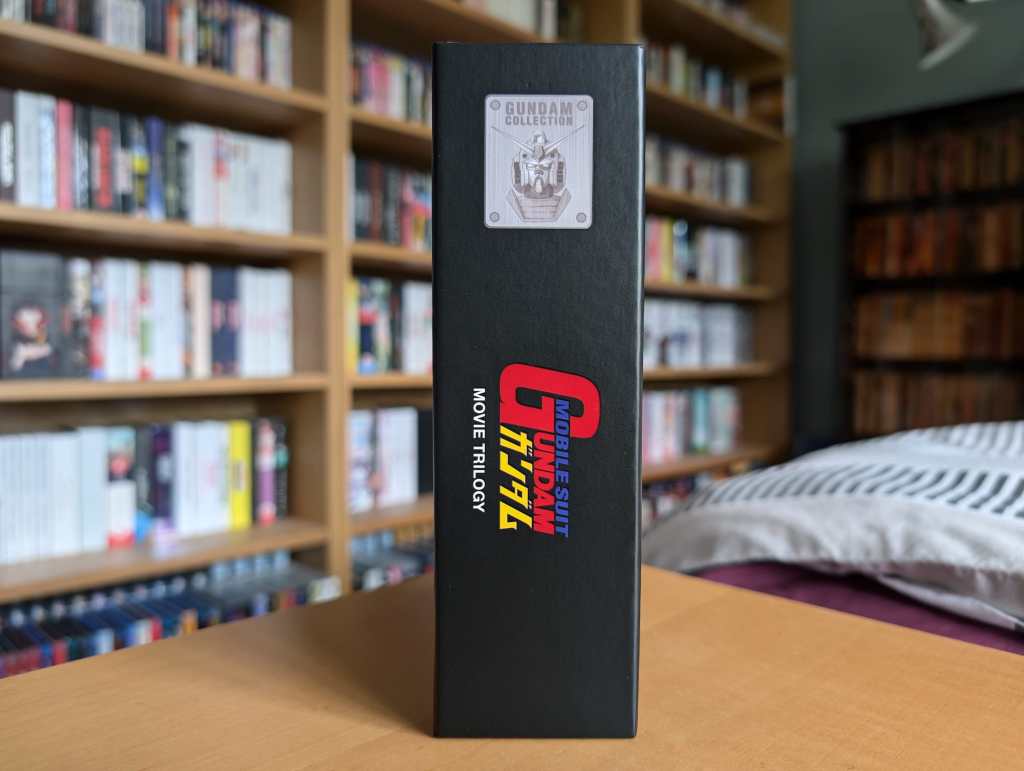 GUNDAM
COLLECTION
MOBILE SUIT
GUNDAM
ガンダム
MOVIE TRILOGY